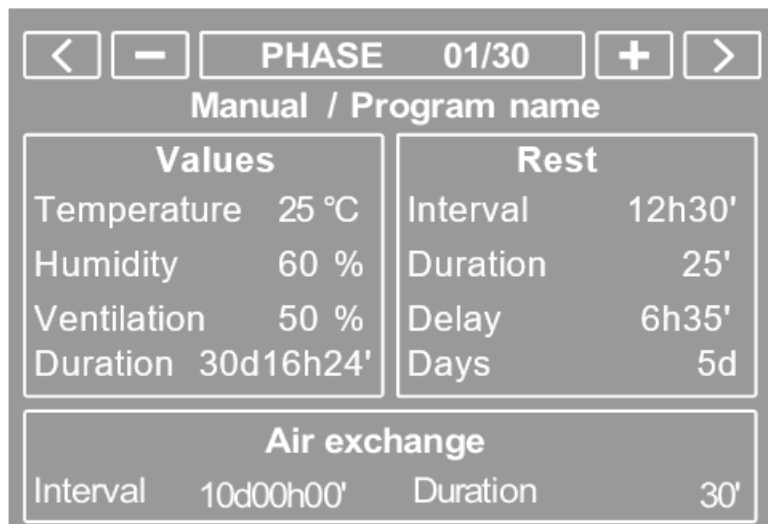 < − PHASE 01/30 + >
Manual / Program name
Values
Temperature 25 °C
Humidity 60 %
Ventilation 50 %
Duration 30d16h24'
Rest
Interval 12h30'
Duration 25'
Delay 6h35'
Days 5d
Air exchange
Interval 10d00h00' Duration 30'